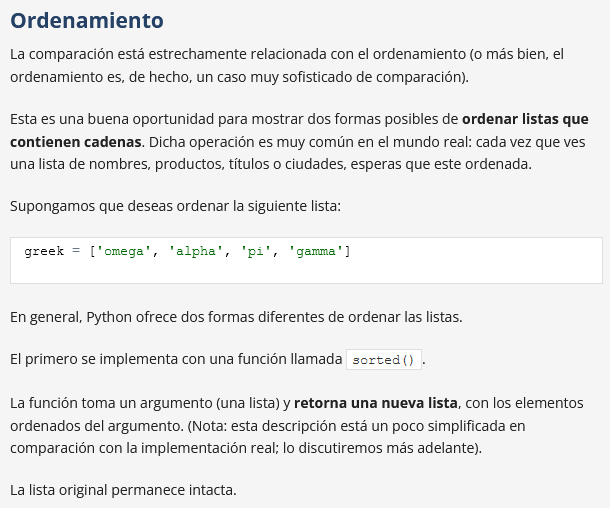 Ordenamiento
La comparación está estrechamente relacionada con el ordenamiento (o más bien, el
ordenamiento es, de hecho, un caso muy sofisticado de comparación).
Esta es una buena oportunidad para mostrar dos formas posibles de ordenar listas que
contienen cadenas. Dicha operación es muy común en el mundo real: cada vez que ves
una lista de nombres, productos, títulos o ciudades, esperas que este ordenada.
Supongamos que deseas ordenar la siguiente lista:
greek = ['omega', 'alpha', 'pi', 'gamma']
En general, Python ofrece dos formas diferentes de ordenar las listas.
El primero se implementa con una función llamada sorted().
La función toma un argumento (una lista) y retorna una nueva lista, con los elementos
ordenados del argumento. (Nota: esta descripción está un poco simplificada en
comparación con la implementación real; lo discutiremos más adelante).
La lista original permanece intacta.